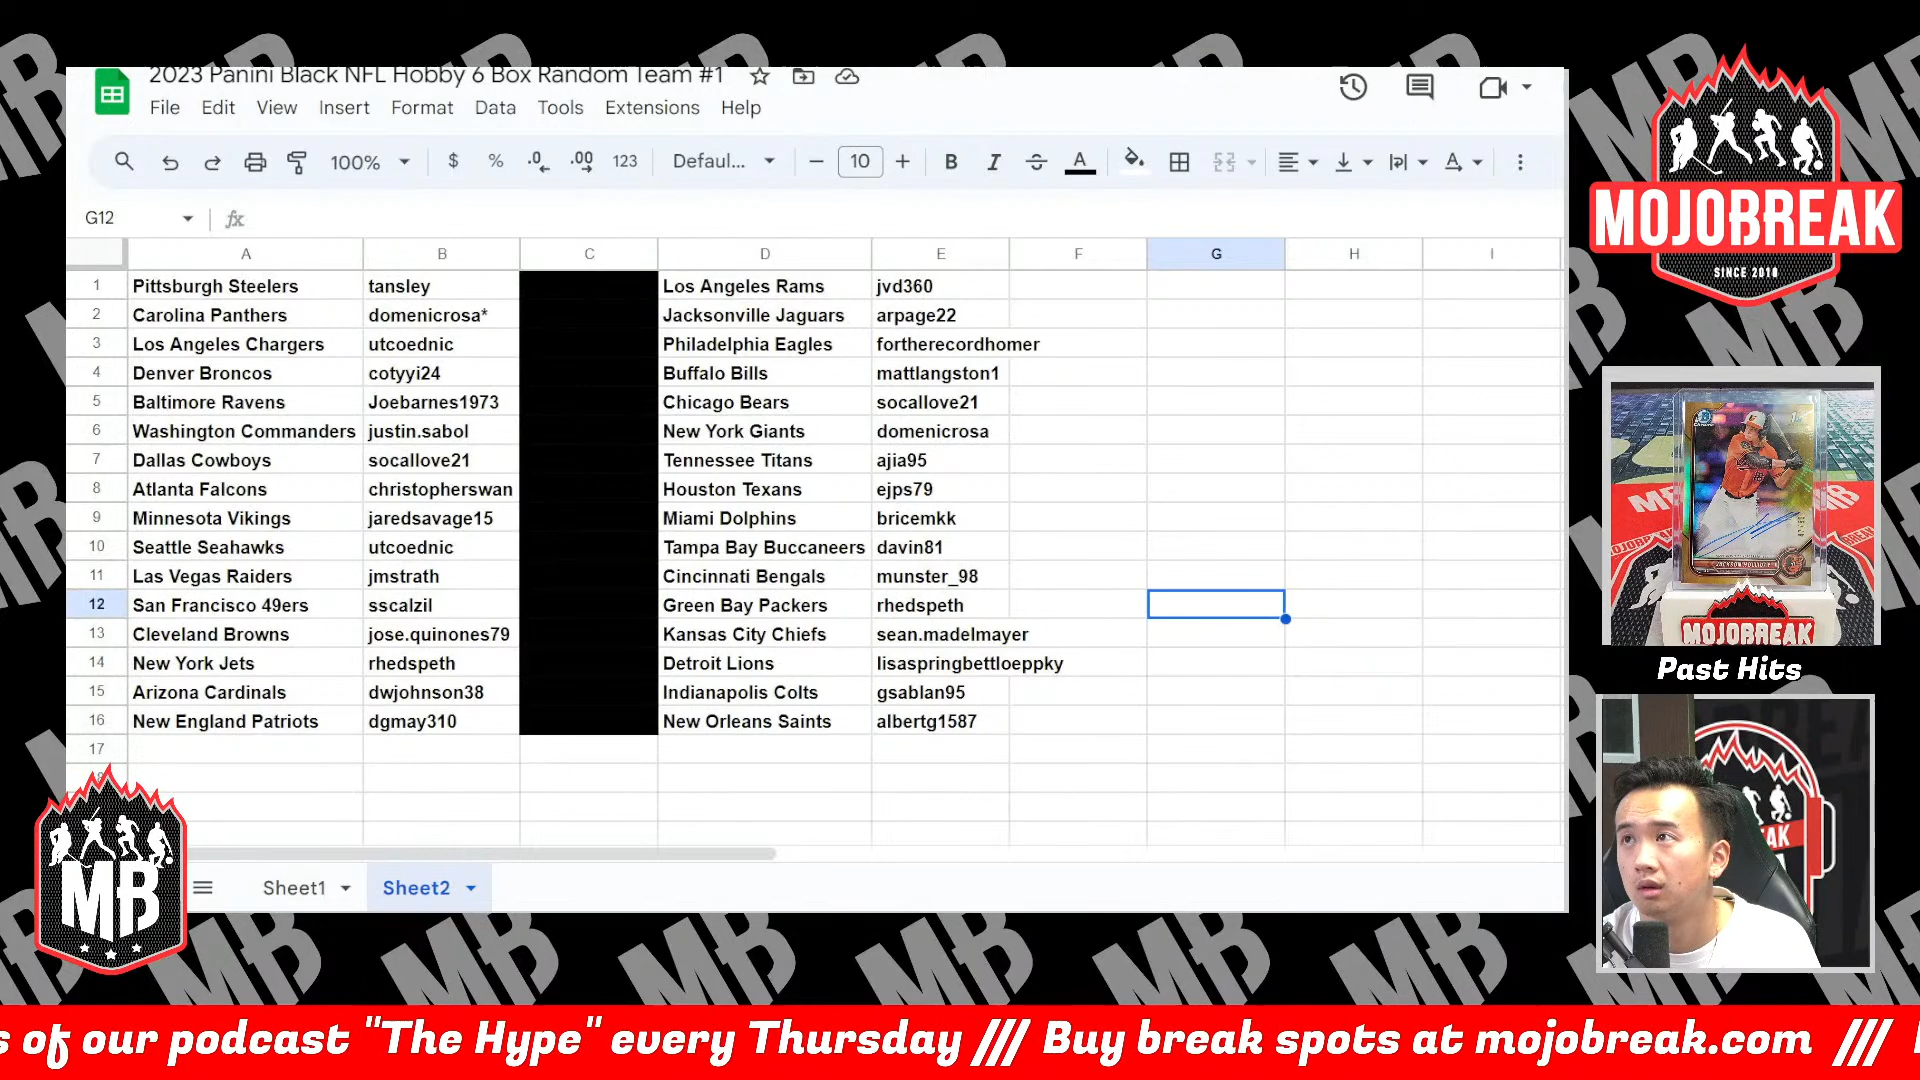 2023 Panini Black NFL Hobby 6 Box Random Team #1
File Edit View Insert Format Data Tools Extensions Help
100% $ % .0 .00 123 Defaul... 10 B I A
G12 fx
A B C D E F G H I
1 Pittsburgh Steelers tansley Los Angeles Rams jvd360
2 Carolina Panthers domenicrosa* Jacksonville Jaguars arpage22
3 Los Angeles Chargers utcoednic Philadelphia Eagles fortherecordhomer
4 Denver Broncos cotyyi24 Buffalo Bills mattlangston1
5 Baltimore Ravens Joebarnes1973 Chicago Bears socallove21
6 Washington Commanders justin.sabol New York Giants domenicrosa
7 Dallas Cowboys socallove21 Tennessee Titans ajia95
8 Atlanta Falcons christopherswan Houston Texans ejps79
9 Minnesota Vikings jaredsavage15 Miami Dolphins bricemkk
10 Seattle Seahawks utcoednic Tampa Bay Buccaneers davin81
11 Las Vegas Raiders jmstrath Cincinnati Bengals munster_98
12 San Francisco 49ers sscalzil Green Bay Packers rhedspeth
13 Cleveland Browns jose.quinones79 Kansas City Chiefs sean.madelmayer
14 New York Jets rhedspeth Detroit Lions lisaspringbettloeppky
15 Arizona Cardinals dwjohnson38 Indianapolis Colts gsablan95
16 New England Patriots dgmay310 New Orleans Saints albertg1587
17
Sheet1 Sheet2
MB
MOJOBREAK
SINCE 2010
MOJOBREAK
Past Hits
s of our podcast "The Hype" every Thursday /// Buy break spots at mojobreak.com ///